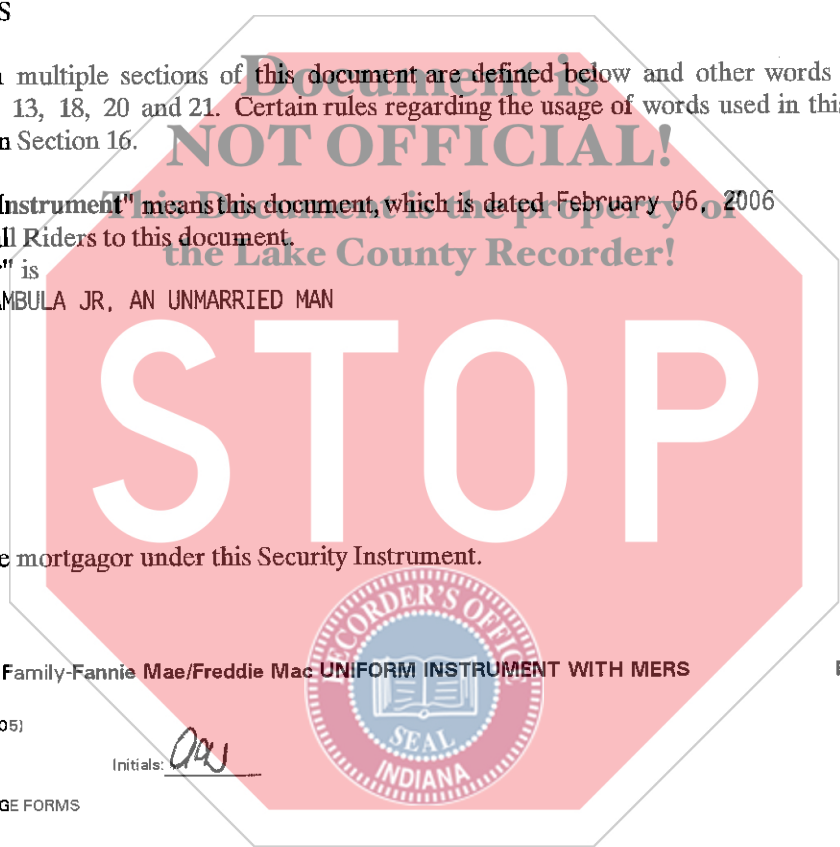 S
multiple sections of this document are defined below and other words
13, 18, 20 and 21. Certain rules regarding the usage of words used in this
n Section 16.
Document is
NOT OFFICIAL!
This Document is the property of
the Lake County Recorder!
Instrument" means this document, which is dated February 06, 2006
ll Riders to this document.
" is
AMBULA JR, AN UNMARRIED MAN
STOP
e mortgagor under this Security Instrument.
RECORDER'S OFFICE
SEAL
INDIANA
Family-Fannie Mae/Freddie Mac UNIFORM INSTRUMENT WITH MERS
05)
Initials:
GE FORMS